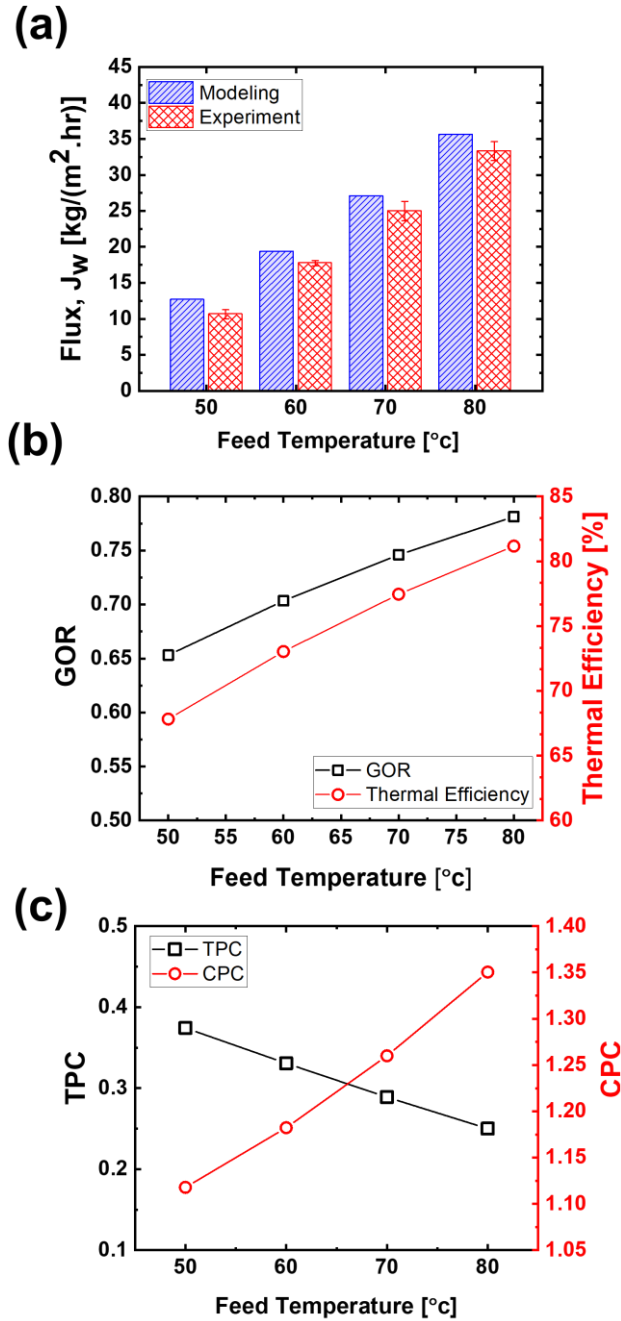 (a)
45
40
35
30
25
20
15
10
5
0
Flux, Jw [kg/(m².hr)]
Modeling
Experiment
50 60 70 80
Feed Temperature [°c]
(b)
0.80
0.75
0.70
0.65
0.60
0.55
0.50
GOR
85
80
75
70
65
60
Thermal Efficiency [%]
GOR
Thermal Efficiency
50 55 60 65 70 75 80
Feed Temperature [°c]
(c)
0.5
0.4
0.3
0.2
0.1
TPC
1.40
1.35
1.30
1.25
1.20
1.15
1.10
1.05
CPC
TPC
CPC
50 60 70 80
Feed Temperature [°c]